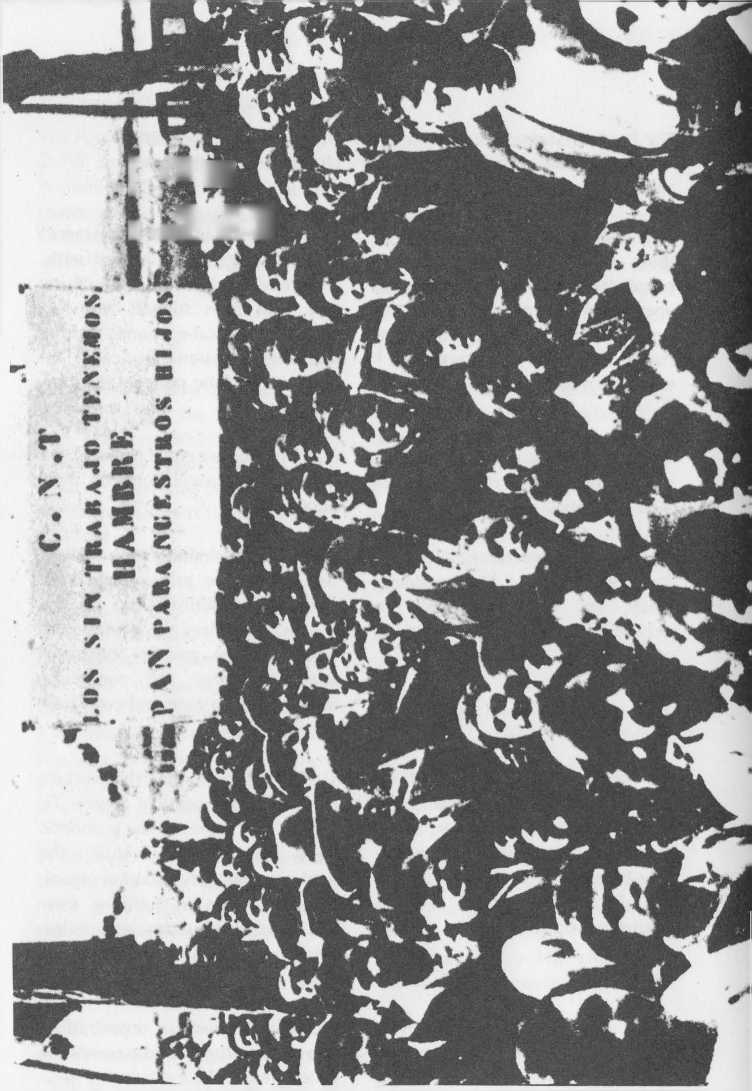 C.N.T
LOS SIN TRABAJO TENEMOS
HAMBRE
PAN PARA NUESTROS HIJOS